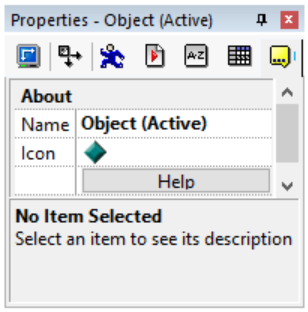 Properties - Object (Active)
A-Z
About
Name Object (Active)
Icon
Help
No Item Selected
Select an item to see its description